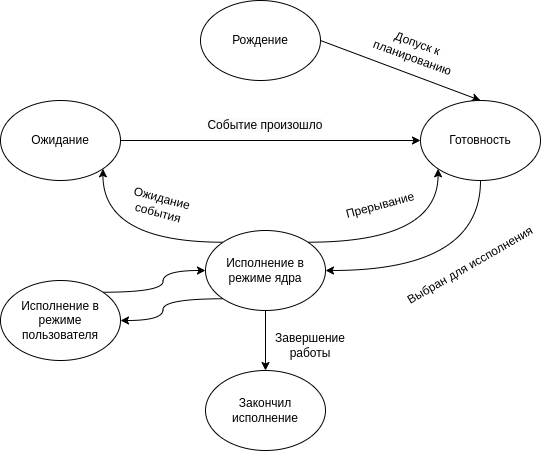 Рождение
Допуск к
планированию
Ожидание
Событие произошло
Готовность
Ожидание
события
Прерывание
Исполнение в
режиме ядра
Выбран для иссполнения
Исполнение в
режиме
пользователя
Завершение
работы
Закончил
исполнение